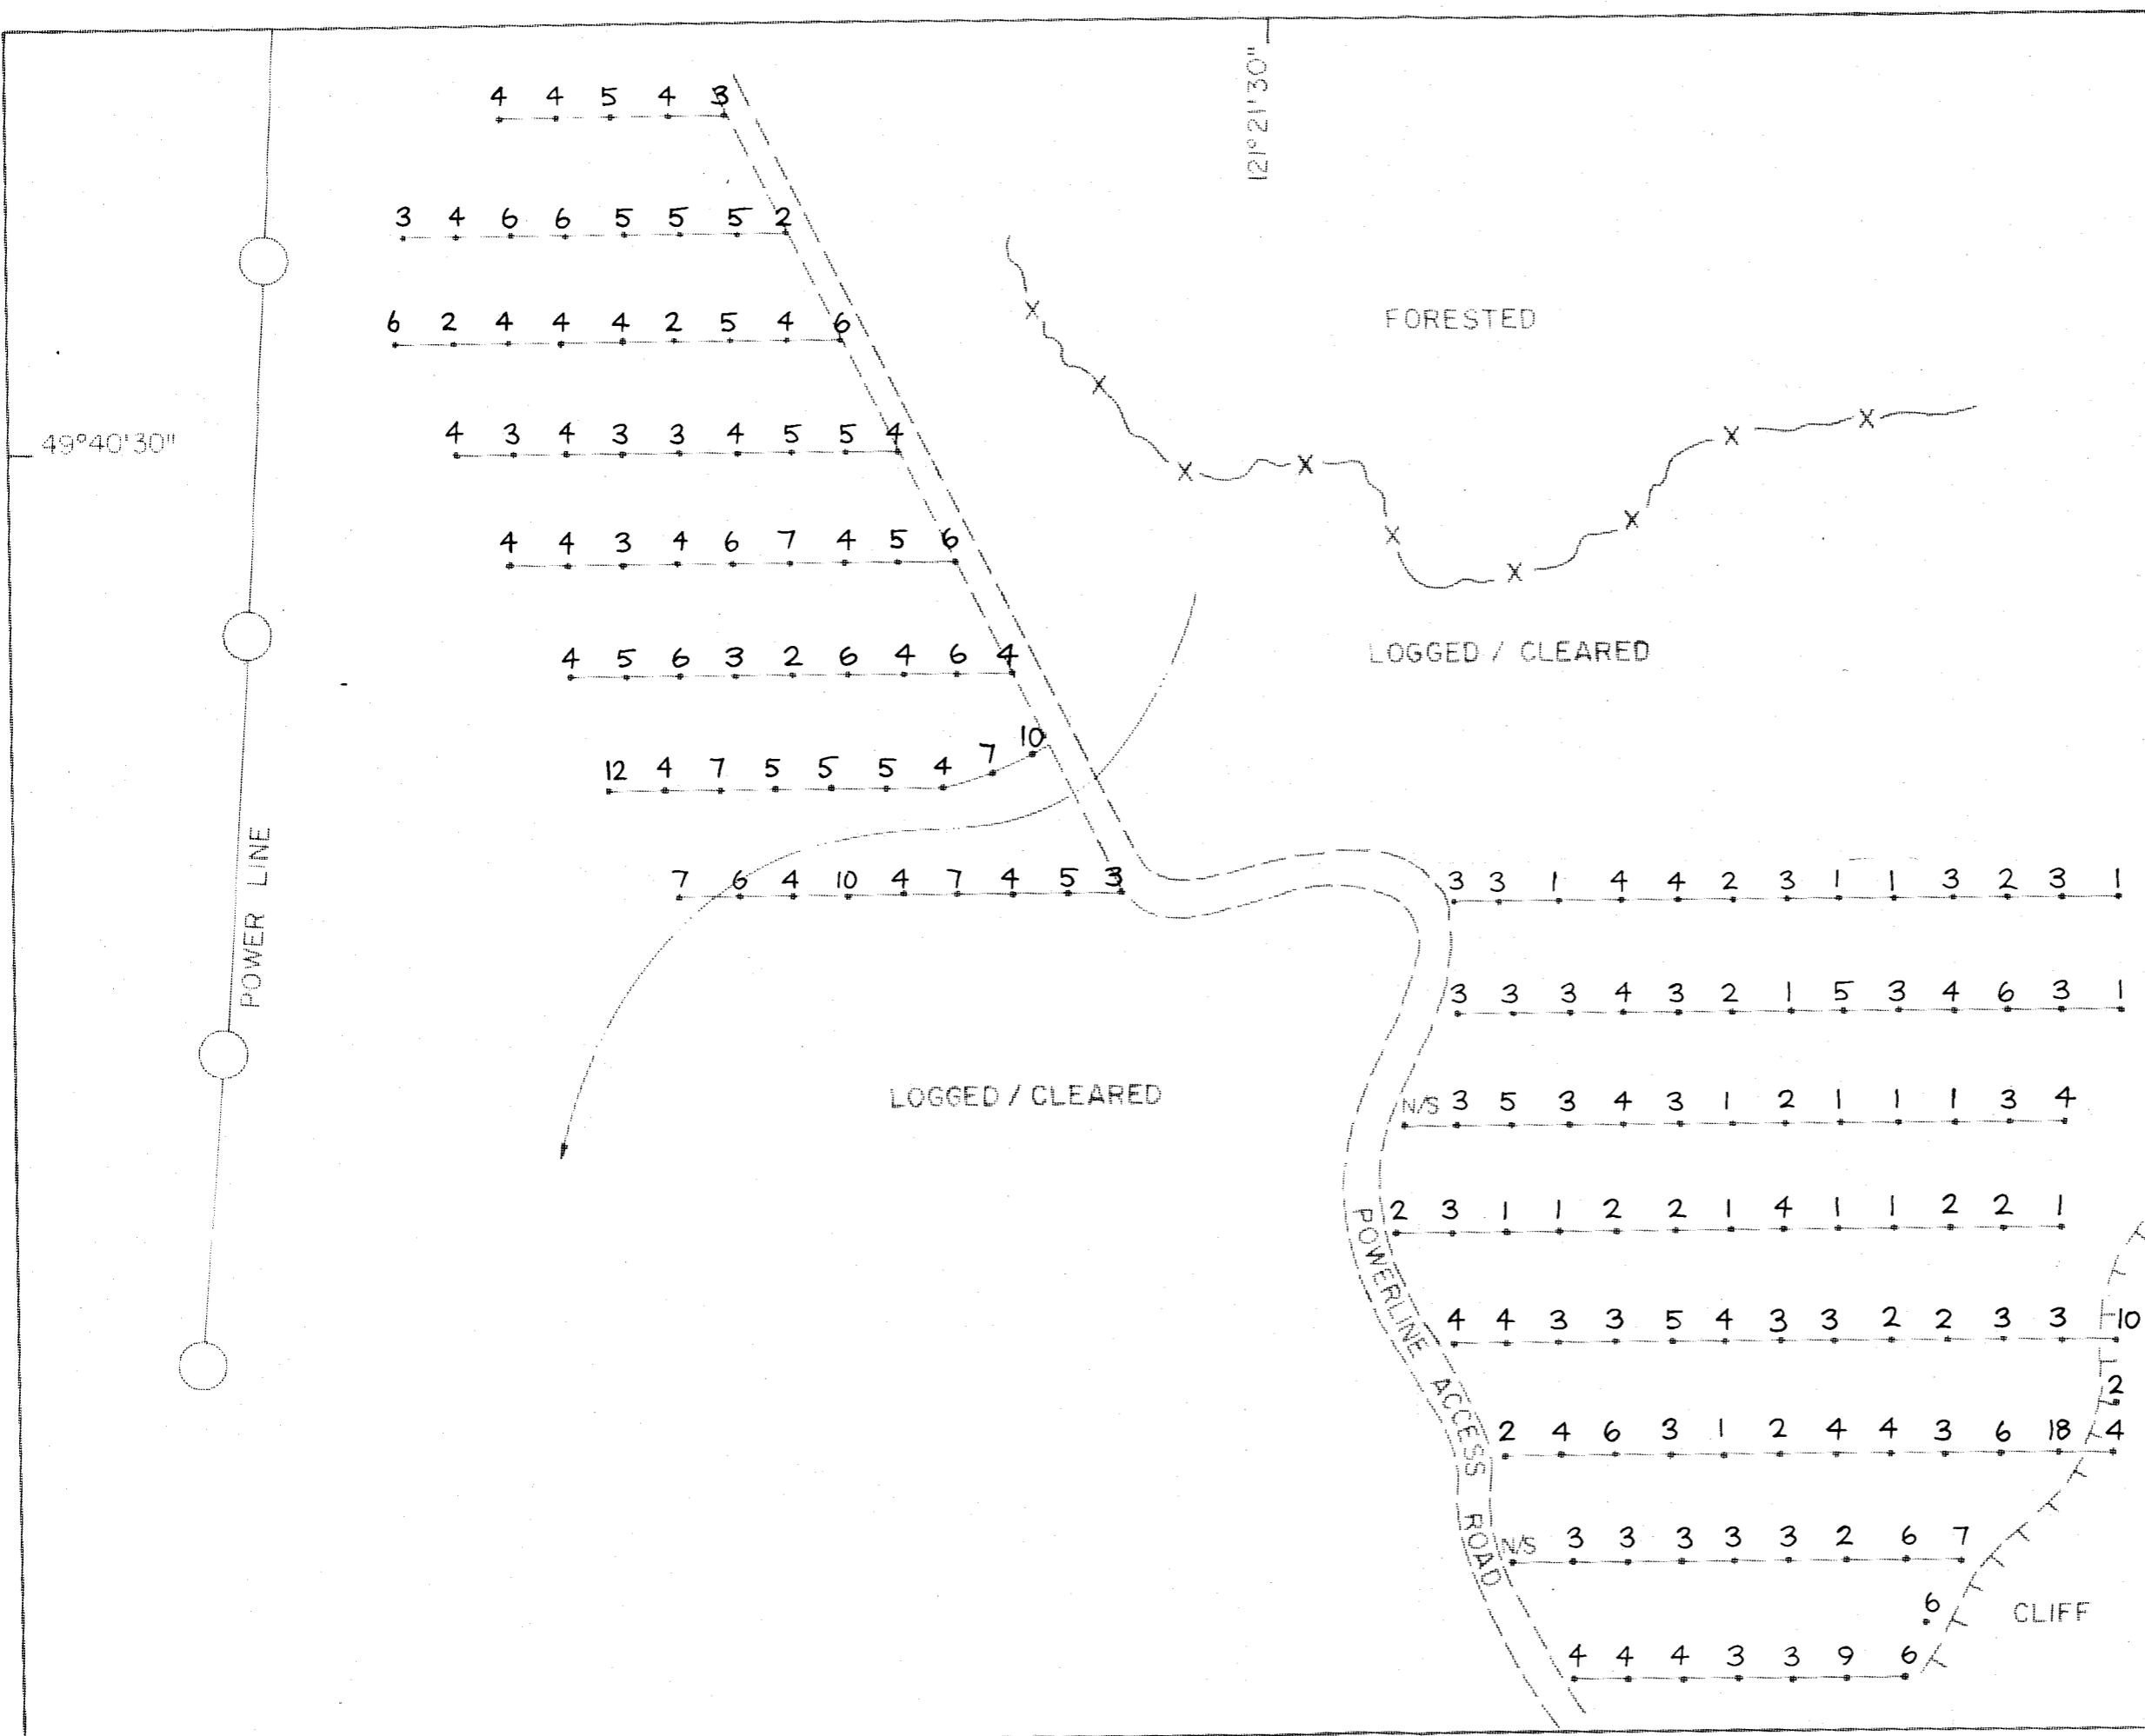 121°21'30"
4 4 5 4 3
3 4 6 6 5 5 5 2
FORESTED
6 2 4 4 4 2 5 4 6
49°40'30"
4 3 4 3 3 4 5 5 4
4 4 3 4 6 7 4 5 6
LOGGED / CLEARED
4 5 6 3 2 6 4 6 4
12 4 7 5 5 5 4 7 10
POWER LINE
7 6 4 10 4 7 4 5 3
3 3 1 4 4 2 3 1 1 3 2 3 1
3 3 3 4 3 2 1 5 3 4 6 3 1
LOGGED / CLEARED
N/S 3 5 3 4 3 1 2 1 1 1 3 4
2 3 1 1 2 2 1 4 1 1 2 2 1
POWERLINE ACCESS ROAD
4 4 3 3 5 4 3 3 2 2 3 3 10
2
2 4 6 3 1 2 4 4 3 6 18 4
N/S 3 3 3 3 3 2 6 7
6
CLIFF
4 4 4 3 3 9 6